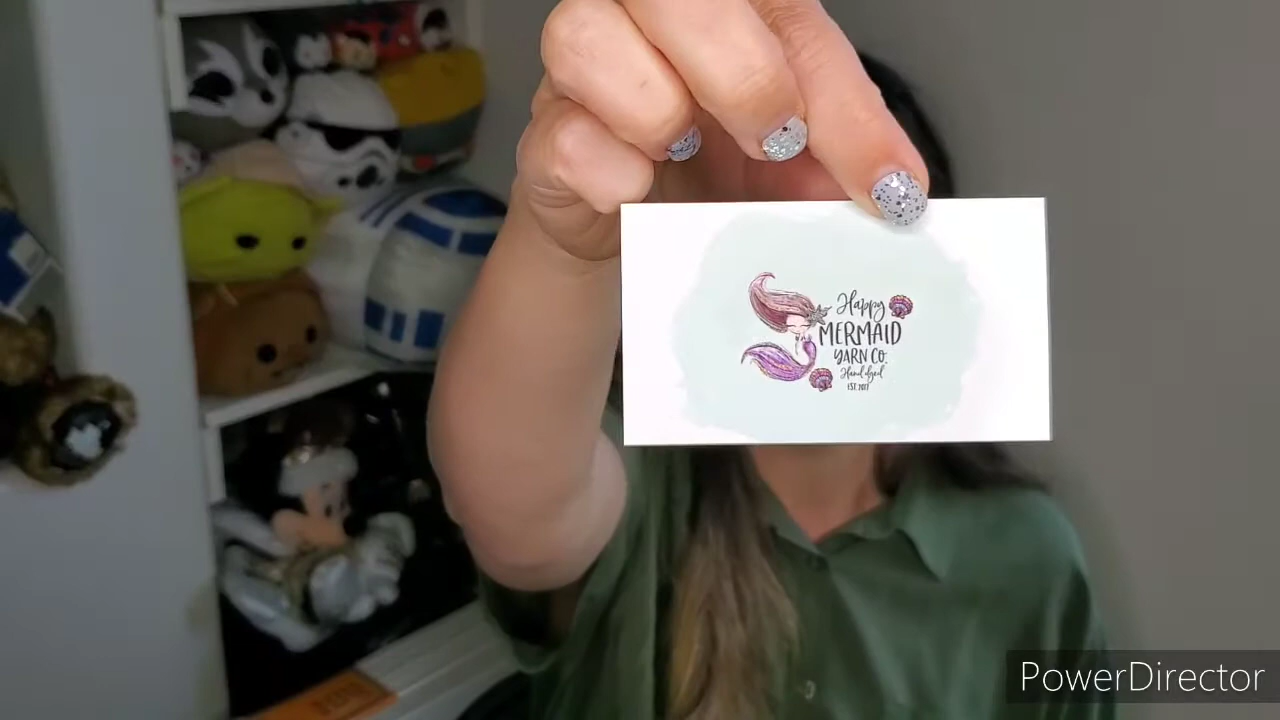 Happy
MERMAID
YARN CO.
Hand dyed
EST. 2017
PowerDirector